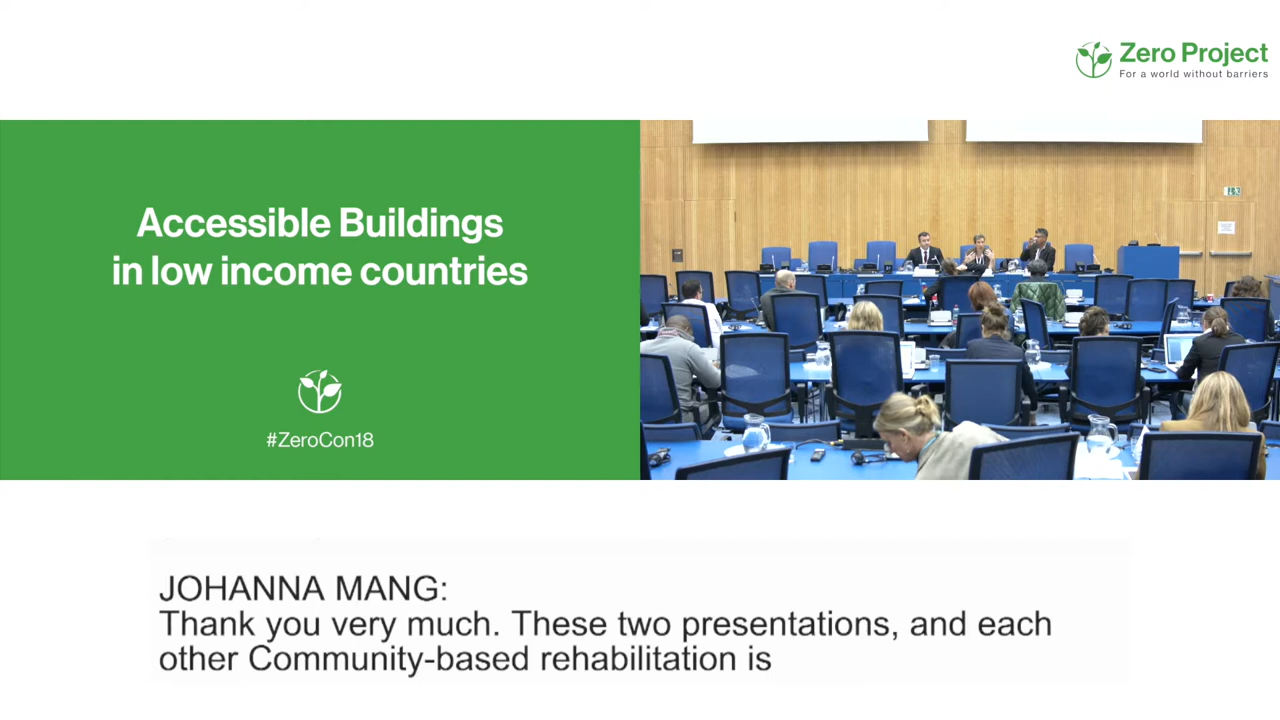 Zero Project
For a world without barriers
Accessible Buildings
in low income countries
#ZeroCon18
JOHANNA MANG:
Thank you very much. These two presentations, and each
other Community-based rehabilitation is